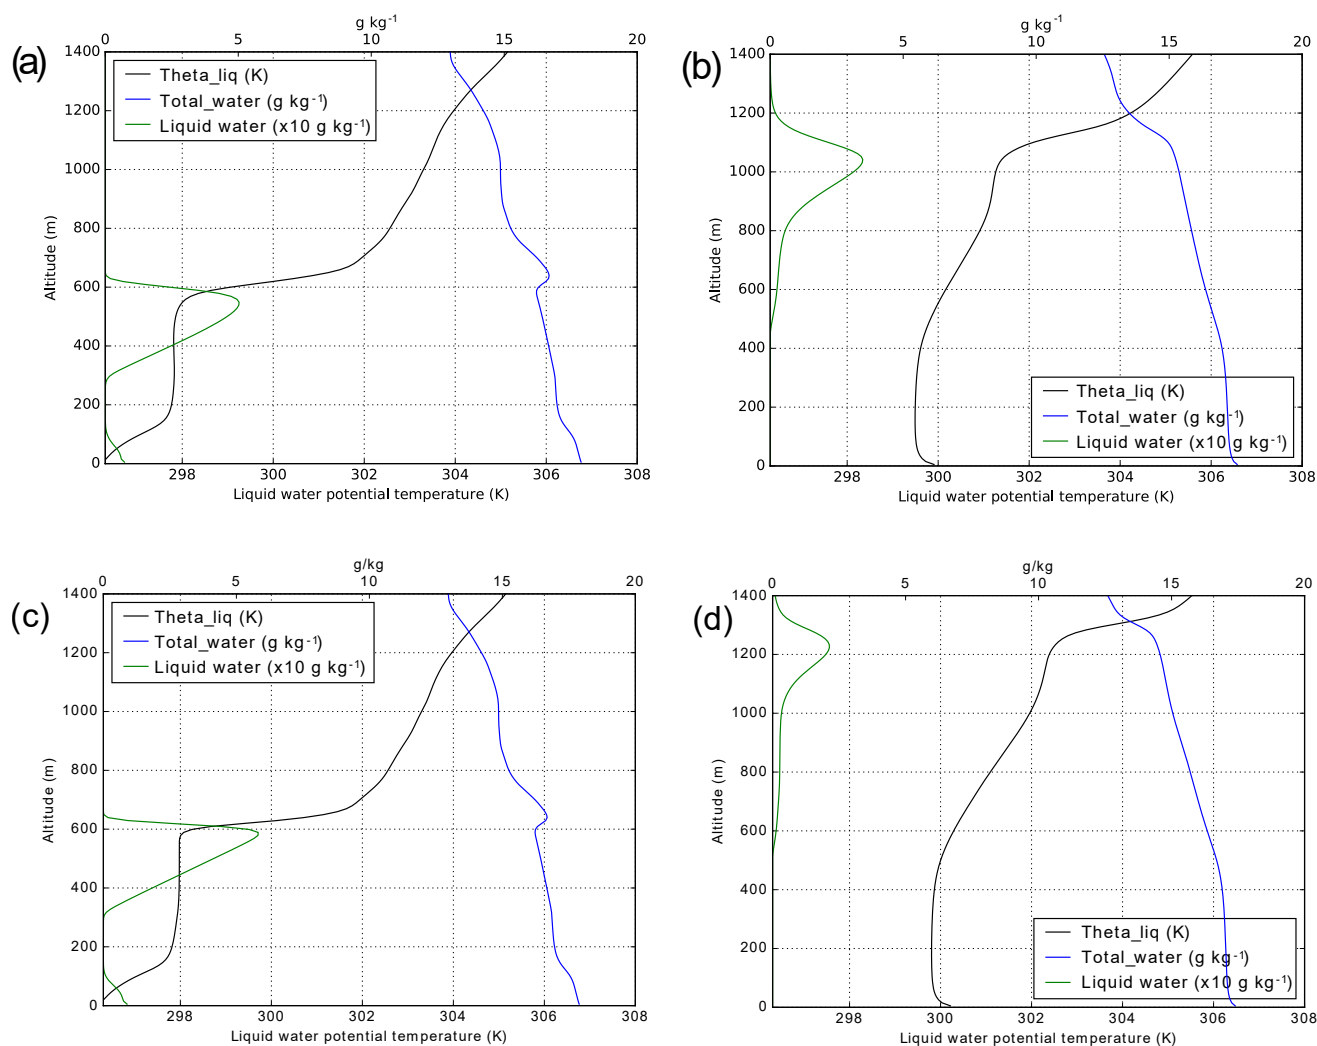 (a)
g kg⁻¹
0 5 10 15 20
1400
1200
1000
800
600
400
200
0
Altitude (m)
Theta_liq (K)
Total_water (g kg⁻¹)
Liquid water (x10 g kg⁻¹)
298 300 302 304 306 308
Liquid water potential temperature (K)
(b)
g kg⁻¹
0 5 10 15 20
1400
1200
1000
800
600
400
200
0
Altitude (m)
Theta_liq (K)
Total_water (g kg⁻¹)
Liquid water (x10 g kg⁻¹)
298 300 302 304 306 308
Liquid water potential temperature (K)
(c)
g/kg
0 5 10 15 20
1400
1200
1000
800
600
400
200
0
Altitude (m)
Theta_liq (K)
Total_water (g kg⁻¹)
Liquid water (x10 g kg⁻¹)
298 300 302 304 306 308
Liquid water potential temperature (K)
(d)
g/kg
0 5 10 15 20
1400
1200
1000
800
600
400
200
0
Altitude (m)
Theta_liq (K)
Total_water (g kg⁻¹)
Liquid water (x10 g kg⁻¹)
298 300 302 304 306 308
Liquid water potential temperature (K)